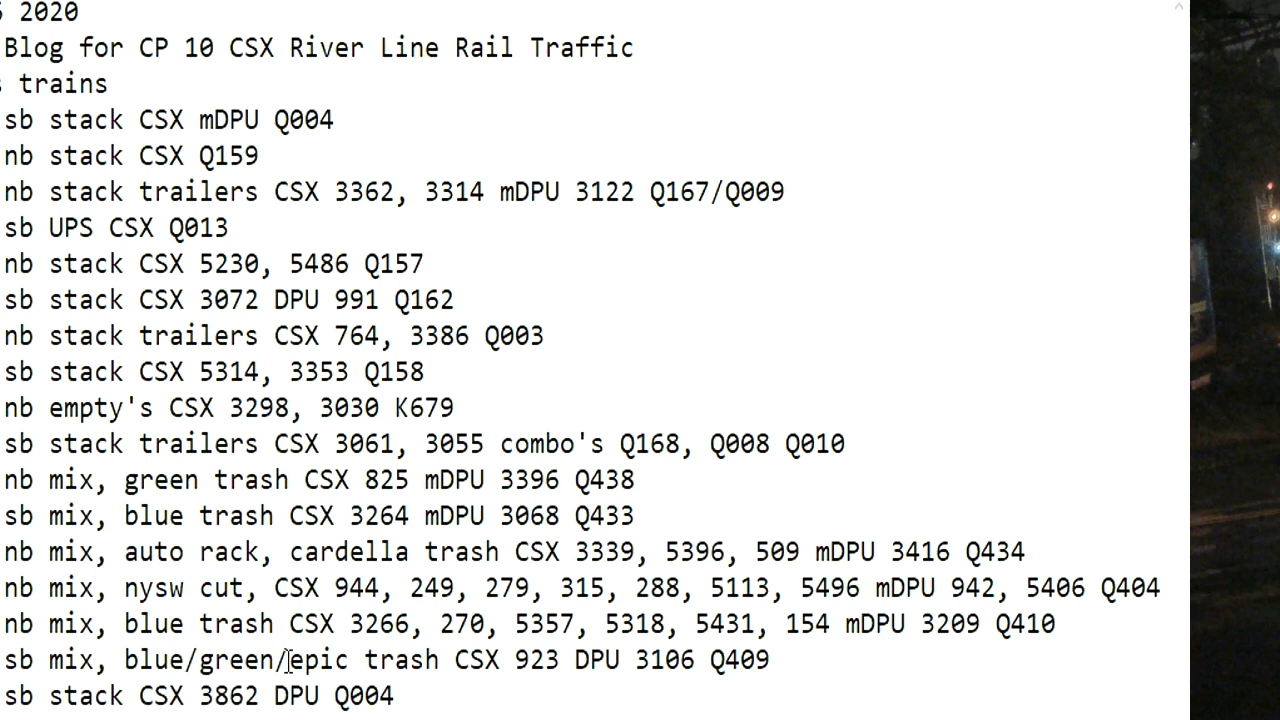 2020
Blog for CP 10 CSX River Line Rail Traffic
trains
sb stack CSX mDPU Q004
nb stack CSX Q159
nb stack trailers CSX 3362, 3314 mDPU 3122 Q167/Q009
sb UPS CSX Q013
nb stack CSX 5230, 5486 Q157
sb stack CSX 3072 DPU 991 Q162
nb stack trailers CSX 764, 3386 Q003
sb stack CSX 5314, 3353 Q158
nb empty's CSX 3298, 3030 K679
sb stack trailers CSX 3061, 3055 combo's Q168, Q008 Q010
nb mix, green trash CSX 825 mDPU 3396 Q438
sb mix, blue trash CSX 3264 mDPU 3068 Q433
nb mix, auto rack, cardella trash CSX 3339, 5396, 509 mDPU 3416 Q434
nb mix, nysw cut, CSX 944, 249, 279, 315, 288, 5113, 5496 mDPU 942, 5406 Q404
nb mix, blue trash CSX 3266, 270, 5357, 5318, 5431, 154 mDPU 3209 Q410
sb mix, blue/green/epic trash CSX 923 DPU 3106 Q409
sb stack CSX 3862 DPU Q004